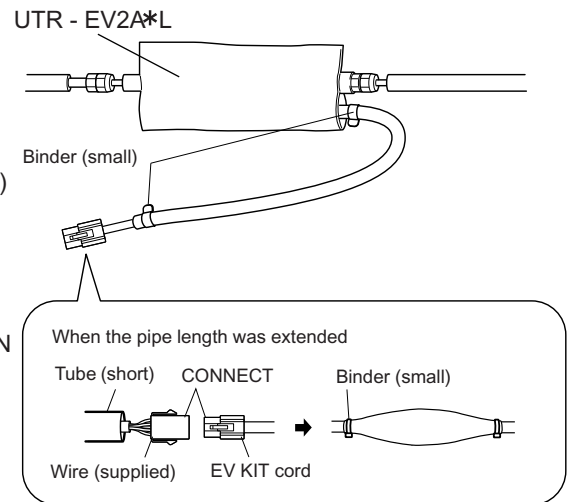 UTR - EV2A*L
Binder (small)
)
N
When the pipe length was extended
Tube (short)
CONNECT
Binder (small)
Wire (supplied)
EV KIT cord